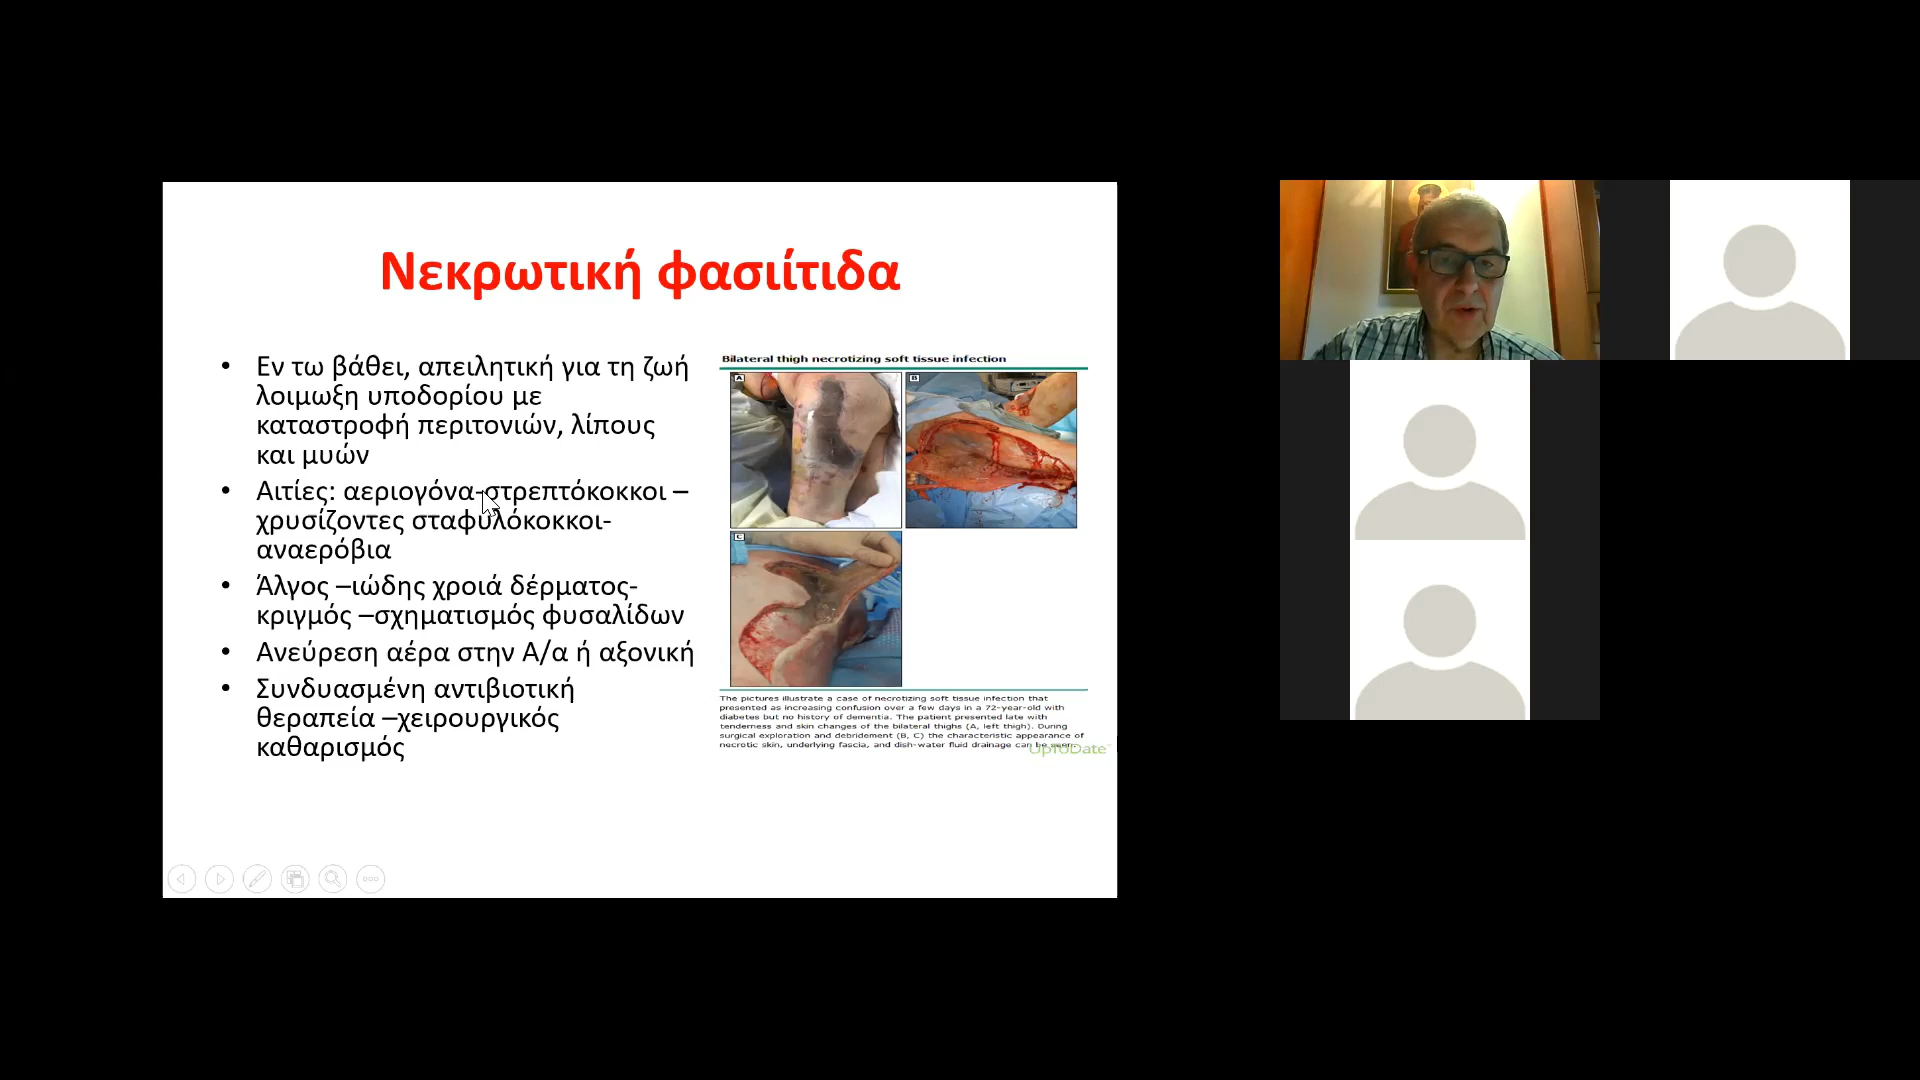 Νεκρωτική φασιίτιδα
• Εν τω βάθει, απειλητική για τη ζωή
λοιμωξη υποδορίου με
καταστροφή περιτονιών, λίπους
και μυών
• Αιτίες: αεριογόνα-στρεπτόκοκκοι –
χρυσίζοντες σταφυλόκοκκοι-
αναερόβια
• Άλγος –ιώδης χροιά δέρματος-
κριγμός –σχηματισμός φυσαλίδων
• Ανεύρεση αέρα στην Α/α ή αξονική
• Συνδυασμένη αντιβιοτική
θεραπεία –χειρουργικός
καθαρισμός
Bilateral thigh necrotizing soft tissue infection
A
B
C
The pictures illustrate a case of necrotizing soft tissue infection that
presented as increasing confusion over a few days in a 72-year-old with
diabetes but no history of dementia. The patient presented late with
tenderness and skin changes of the bilateral thighs (A, left thigh). During
surgical exploration and debridement (B, C) the characteristic appearance of
necrotic skin, underlying fascia, and dish-water fluid drainage can be seen.
UpToDate